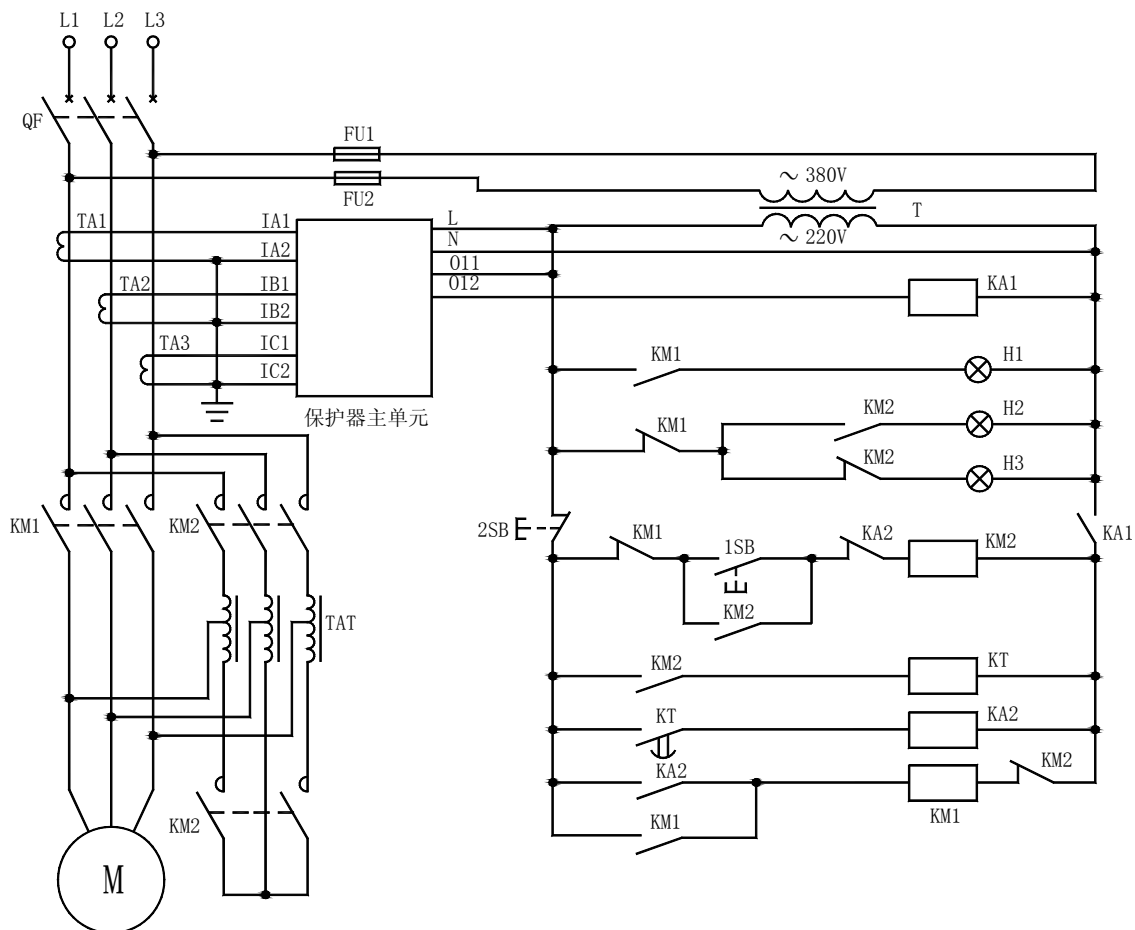 L1 L2 L3
QF
FU1
FU2
～380V
T
～220V
TA1 IA1
IA2
TA2 IB1
IB2
TA3 IC1
IC2
L
N
O11
O12
保护器主单元
KA1
KM1 H1
KM1 KM2 H2
KM2 H3
KM1 KM2
2SB KM1 1SB KA2 KM2 KA1
KM2
TAT
KM2 KT
KT KA2
KA2 KM2
KM1
KM1
KM2
M